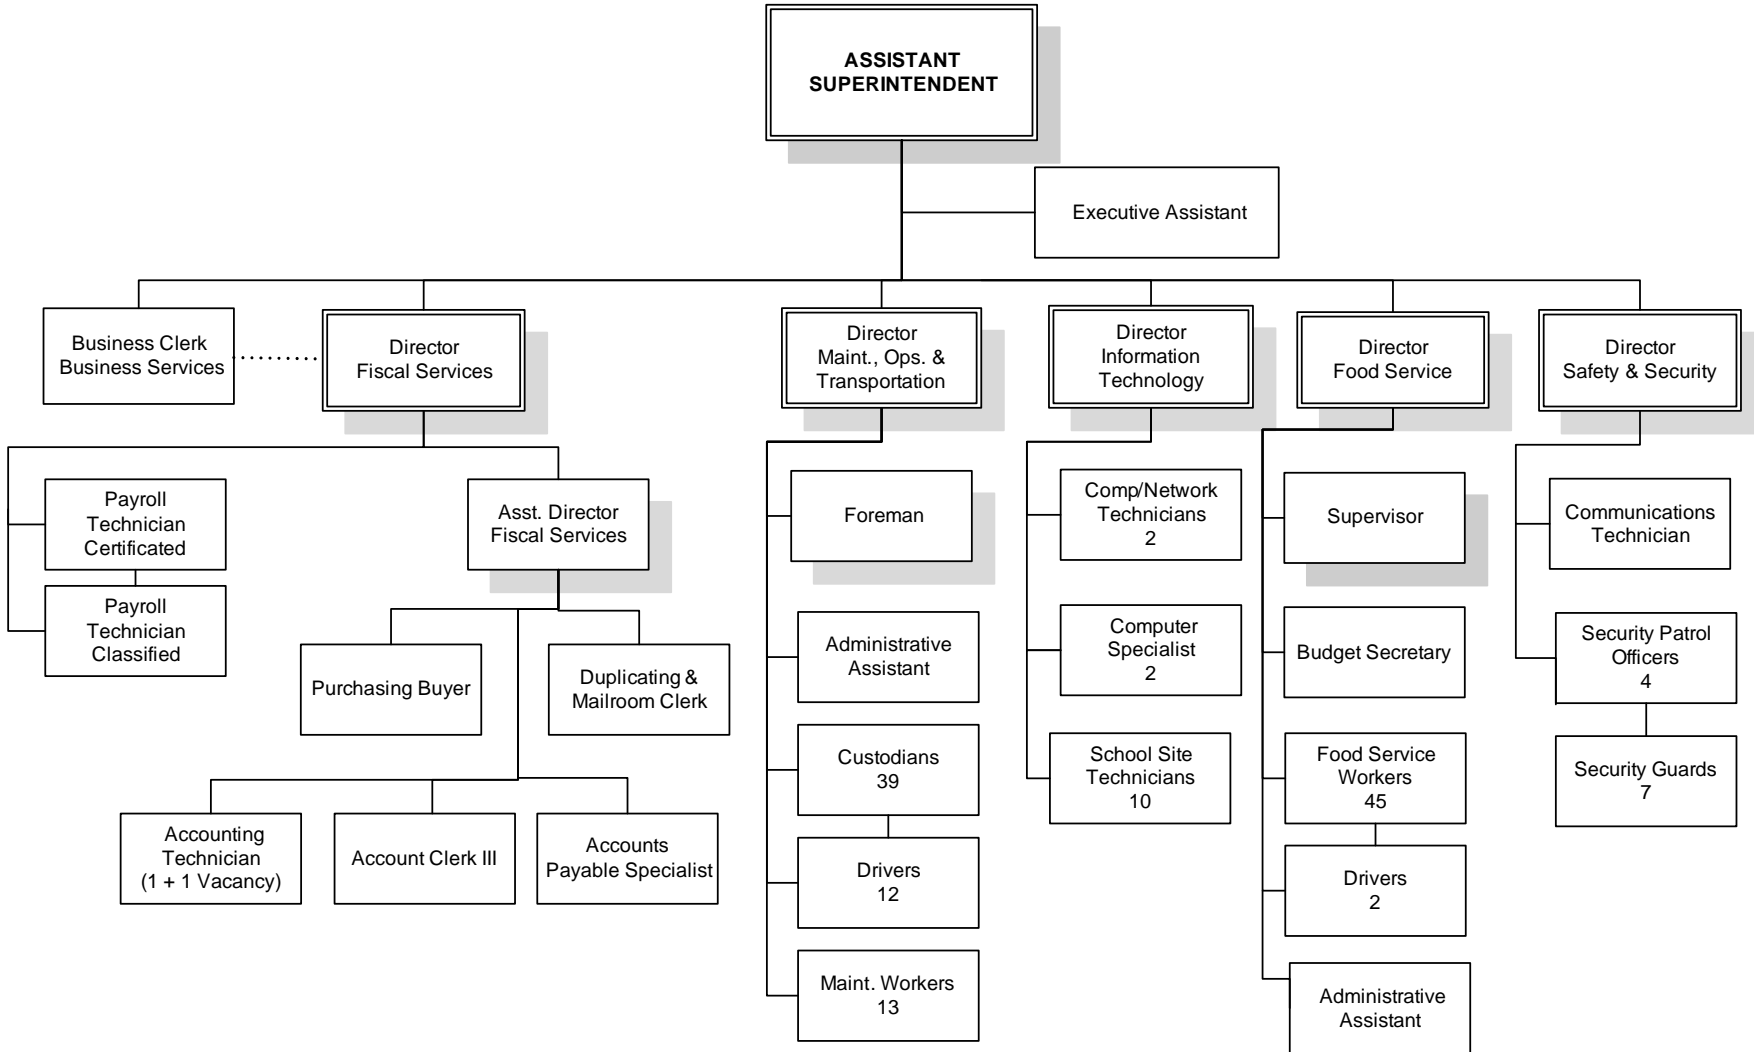 ASSISTANT
SUPERINTENDENT
Executive Assistant
Business Clerk
Business Services
Director
Fiscal Services
Director
Maint., Ops. &
Transportation
Director
Information
Technology
Director
Food Service
Director
Safety & Security
Payroll
Technician
Certificated
Payroll
Technician
Classified
Asst. Director
Fiscal Services
Purchasing Buyer
Duplicating &
Mailroom Clerk
Accounting
Technician
(1 + 1 Vacancy)
Account Clerk III
Accounts
Payable Specialist
Foreman
Administrative
Assistant
Custodians
39
Drivers
12
Maint. Workers
13
Comp/Network
Technicians
2
Computer
Specialist
2
School Site
Technicians
10
Supervisor
Budget Secretary
Food Service
Workers
45
Drivers
2
Administrative
Assistant
Communications
Technician
Security Patrol
Officers
4
Security Guards
7